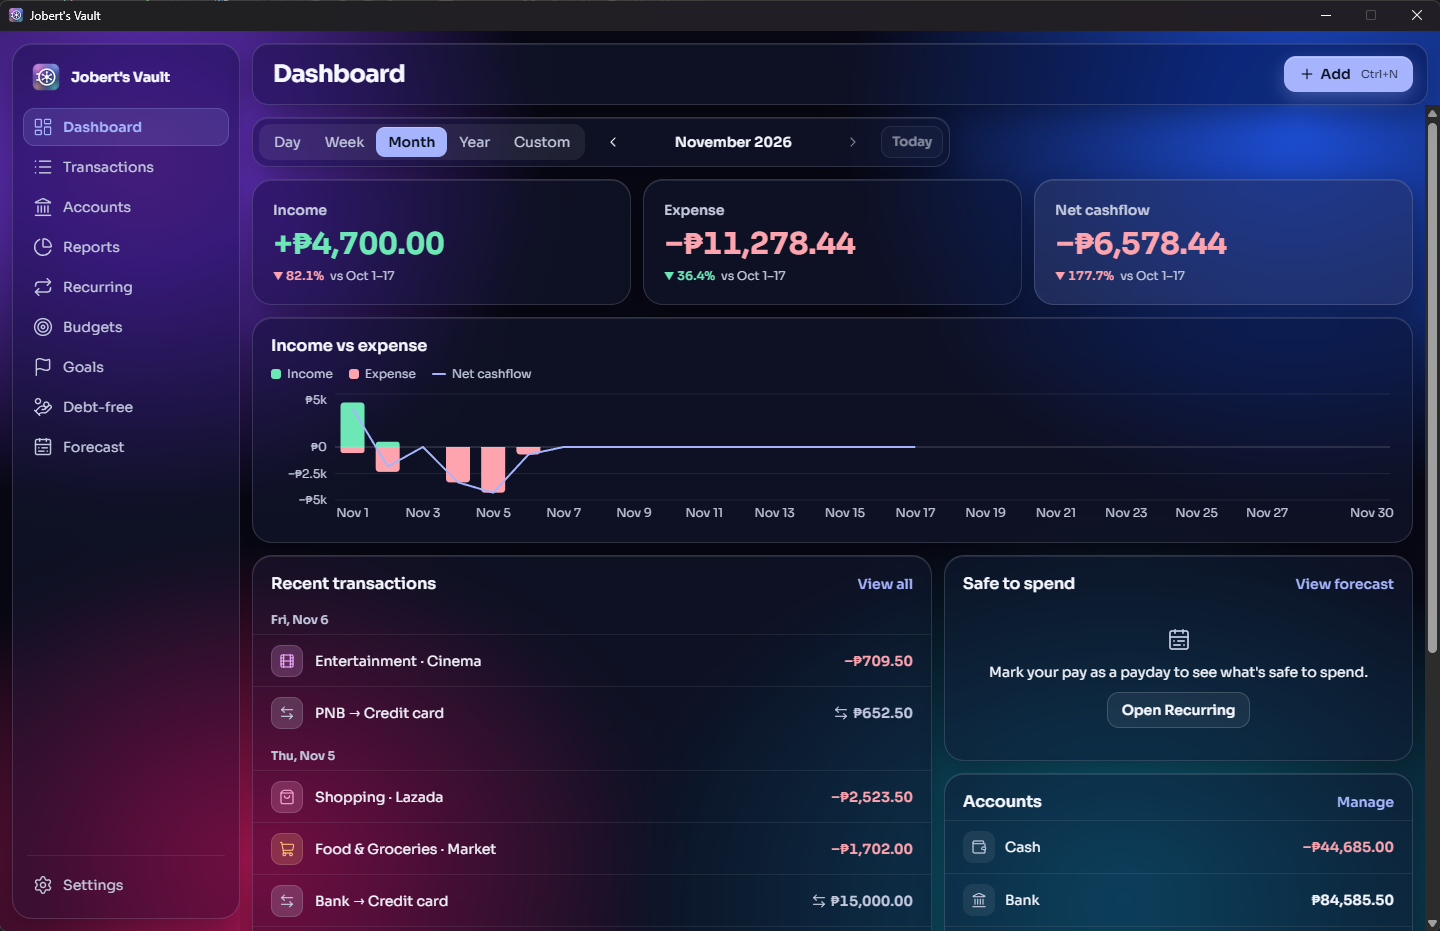 Jobert's Vault
Jobert's Vault
Dashboard
Transactions
Accounts
Reports
Recurring
Budgets
Goals
Debt-free
Forecast
Settings
Dashboard
+ Add Ctrl+N
Day Week Month Year Custom
November 2026
Today
Income
+₱4,700.00
▼ 82.1% vs Oct 1–17
Expense
−₱11,278.44
▼ 36.4% vs Oct 1–17
Net cashflow
−₱6,578.44
▼ 177.7% vs Oct 1–17
Income vs expense
Income Expense Net cashflow
₱5k
₱0
−₱2.5k
−₱5k
Nov 1 Nov 3 Nov 5 Nov 7 Nov 9 Nov 11 Nov 13 Nov 15 Nov 17 Nov 19 Nov 21 Nov 23 Nov 25 Nov 27 Nov 30
Recent transactions View all
Fri, Nov 6
Entertainment · Cinema −₱709.50
PNB → Credit card ₱652.50
Thu, Nov 5
Shopping · Lazada −₱2,523.50
Food & Groceries · Market −₱1,702.00
Bank → Credit card ₱15,000.00
Safe to spend View forecast
Mark your pay as a payday to see what's safe to spend.
Open Recurring
Accounts Manage
Cash −₱44,685.00
Bank ₱84,585.50